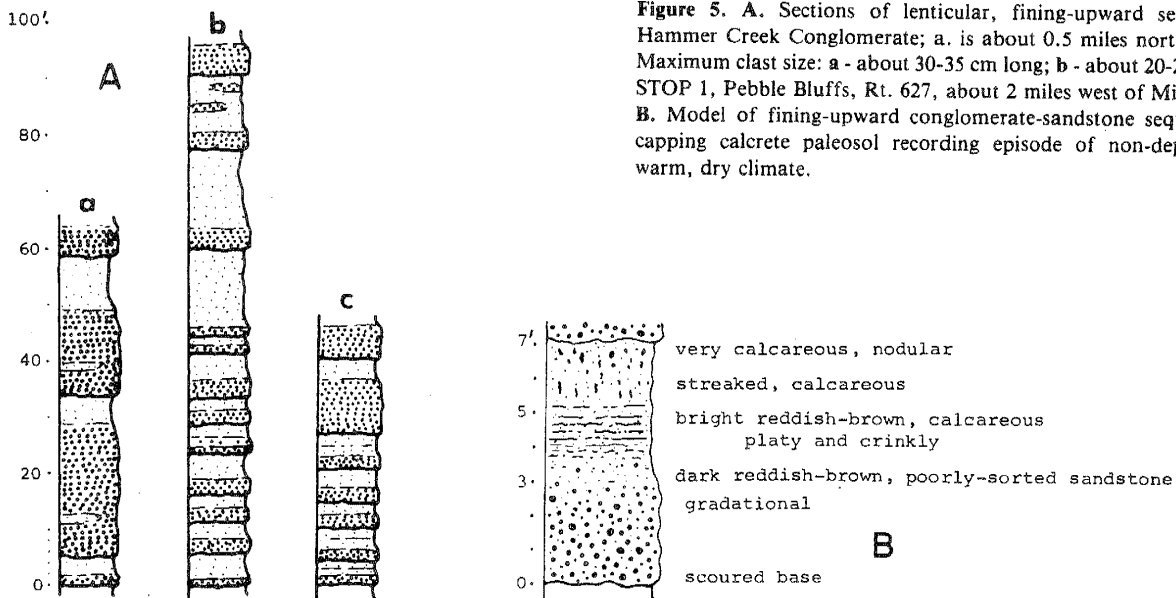 Figure 5. A. Sections of lenticular, fining-upward se
Hammer Creek Conglomerate; a. is about 0.5 miles nort
Maximum clast size: a - about 30-35 cm long; b - about 20-2
STOP 1, Pebble Bluffs, Rt. 627, about 2 miles west of Mi
B. Model of fining-upward conglomerate-sandstone seq
capping calcrete paleosol recording episode of non-dep
warm, dry climate.
100'.
A
80
60
40
20
0
a
b
c
7'.
5
3
0
very calcareous, nodular
streaked, calcareous
bright reddish-brown, calcareous
platy and crinkly
dark reddish-brown, poorly-sorted sandstone
gradational
scoured base
B